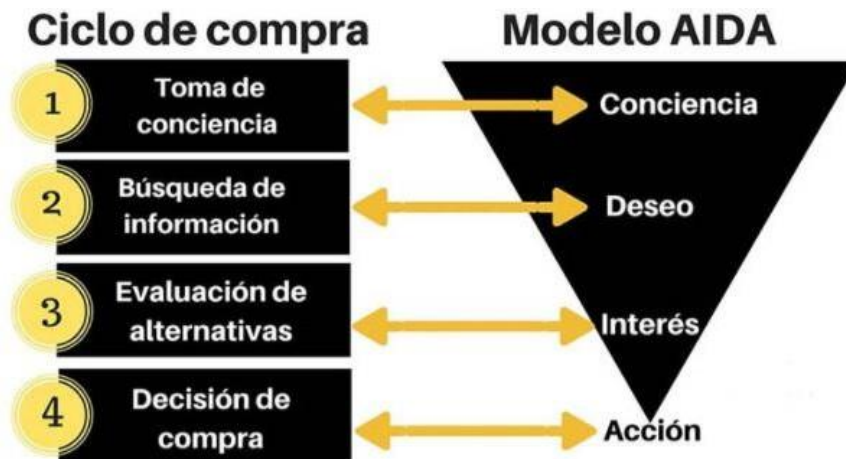 Ciclo de compra
Modelo AIDA
1
Toma de
conciencia
Conciencia
2
Búsqueda de
información
Deseo
3
Evaluación de
alternativas
Interés
4
Decisión de
compra
Acción